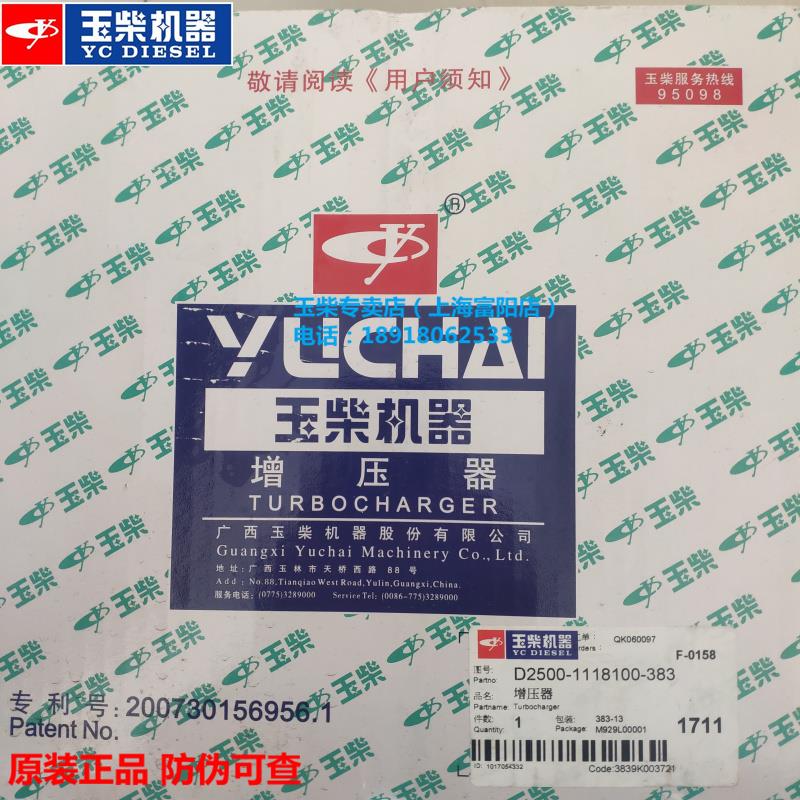 玉柴机器
YC DIESEL
敬请阅读《用户须知》
玉柴服务热线
95098
®
玉柴专卖店（上海富阳店）
电话：18918062533
YUCHAI
玉柴机器
增压器
TURBOCHARGER
广西玉柴机器股份有限公司
Guangxi Yuchai Machinery Co., Ltd.
地址：广西玉林市天桥西路88号
Add: No.88, Tianqiao West Road, Yulin, Guangxi, China.
服务电话：(0775)3289000 Service Tel: (0086-775)3289000
专利号：200730156956.1
Patent No.
原装正品 防伪可查
玉柴机器
YC DIESEL
单：
rders: QK060097
F-0158
图号：
Partno: D2500-1118100-383
品名： 增压器
Partname: Turbocharger
件数： 1 包装： 383-13
Quantity: Package: M929L00001 1711
ID: 1017054332 Code:3839K003721
玉柴